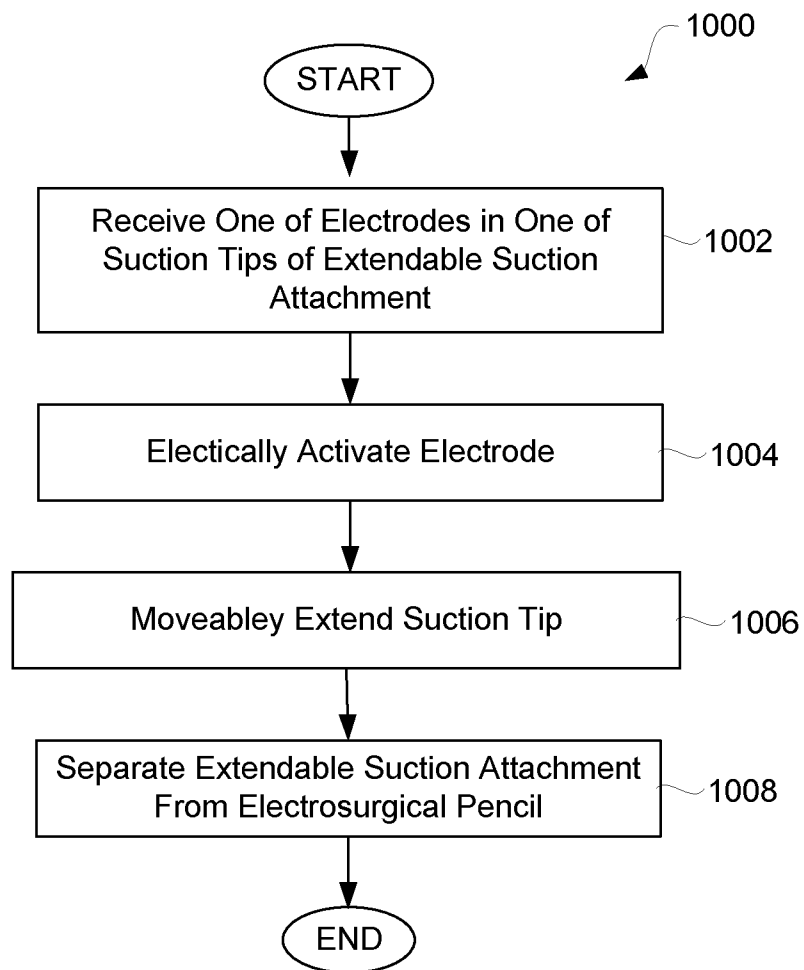 1000
START
Receive One of Electrodes in One of
Suction Tips of Extendable Suction
Attachment
1002
Electically Activate Electrode
1004
Moveabley Extend Suction Tip
1006
Separate Extendable Suction Attachment
From Electrosurgical Pencil
1008
END